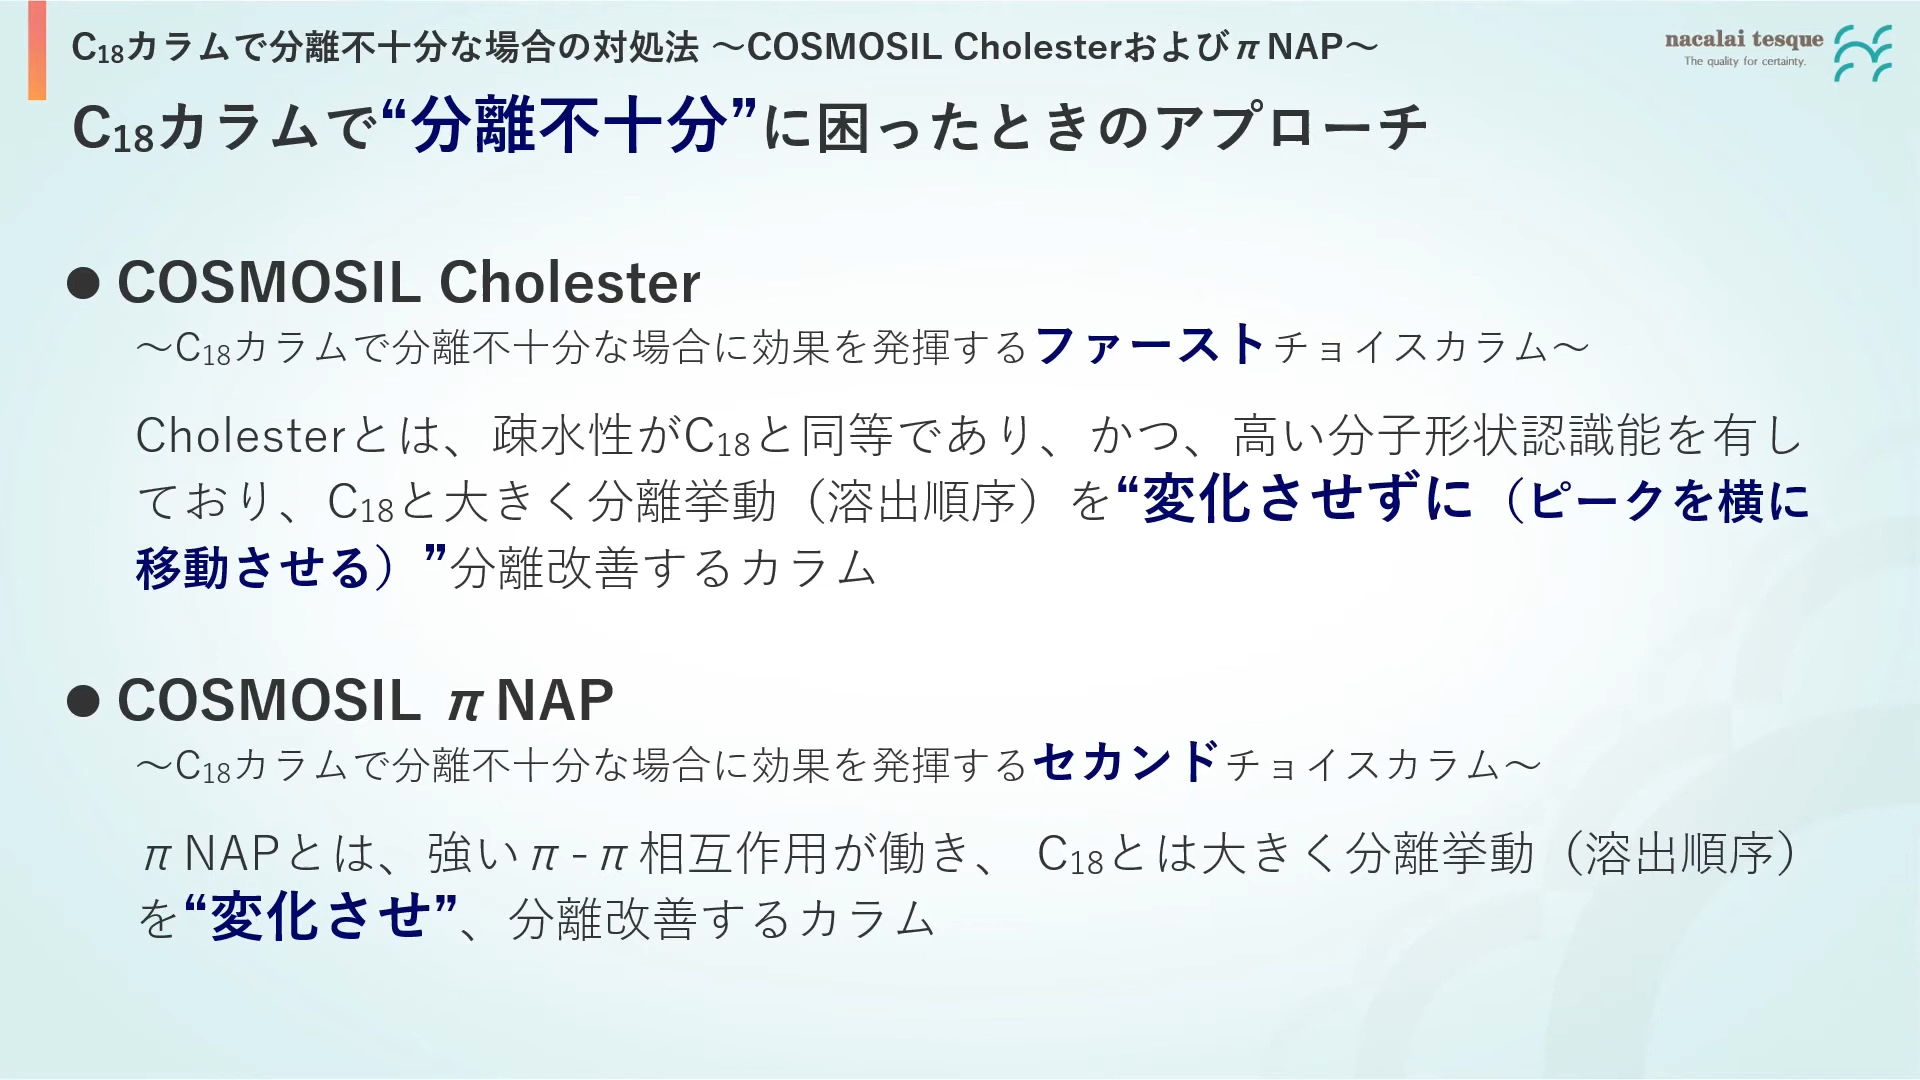 C18カラムで分離不十分な場合の対処法 ～COSMOSIL CholesterおよびπNAP～
nacalai tesque
The quality for certainty.
C18カラムで“分離不十分”に困ったときのアプローチ
● COSMOSIL Cholester
～C18カラムで分離不十分な場合に効果を発揮するファーストチョイスカラム～
Cholesterとは、疎水性がC18と同等であり、かつ、高い分子形状認識能を有し
ており、C18と大きく分離挙動（溶出順序）を“変化させずに（ピークを横に
移動させる）”分離改善するカラム
● COSMOSIL πNAP
～C18カラムで分離不十分な場合に効果を発揮するセカンドチョイスカラム～
πNAPとは、強いπ-π相互作用が働き、 C18とは大きく分離挙動（溶出順序）
を“変化させ”、分離改善するカラム